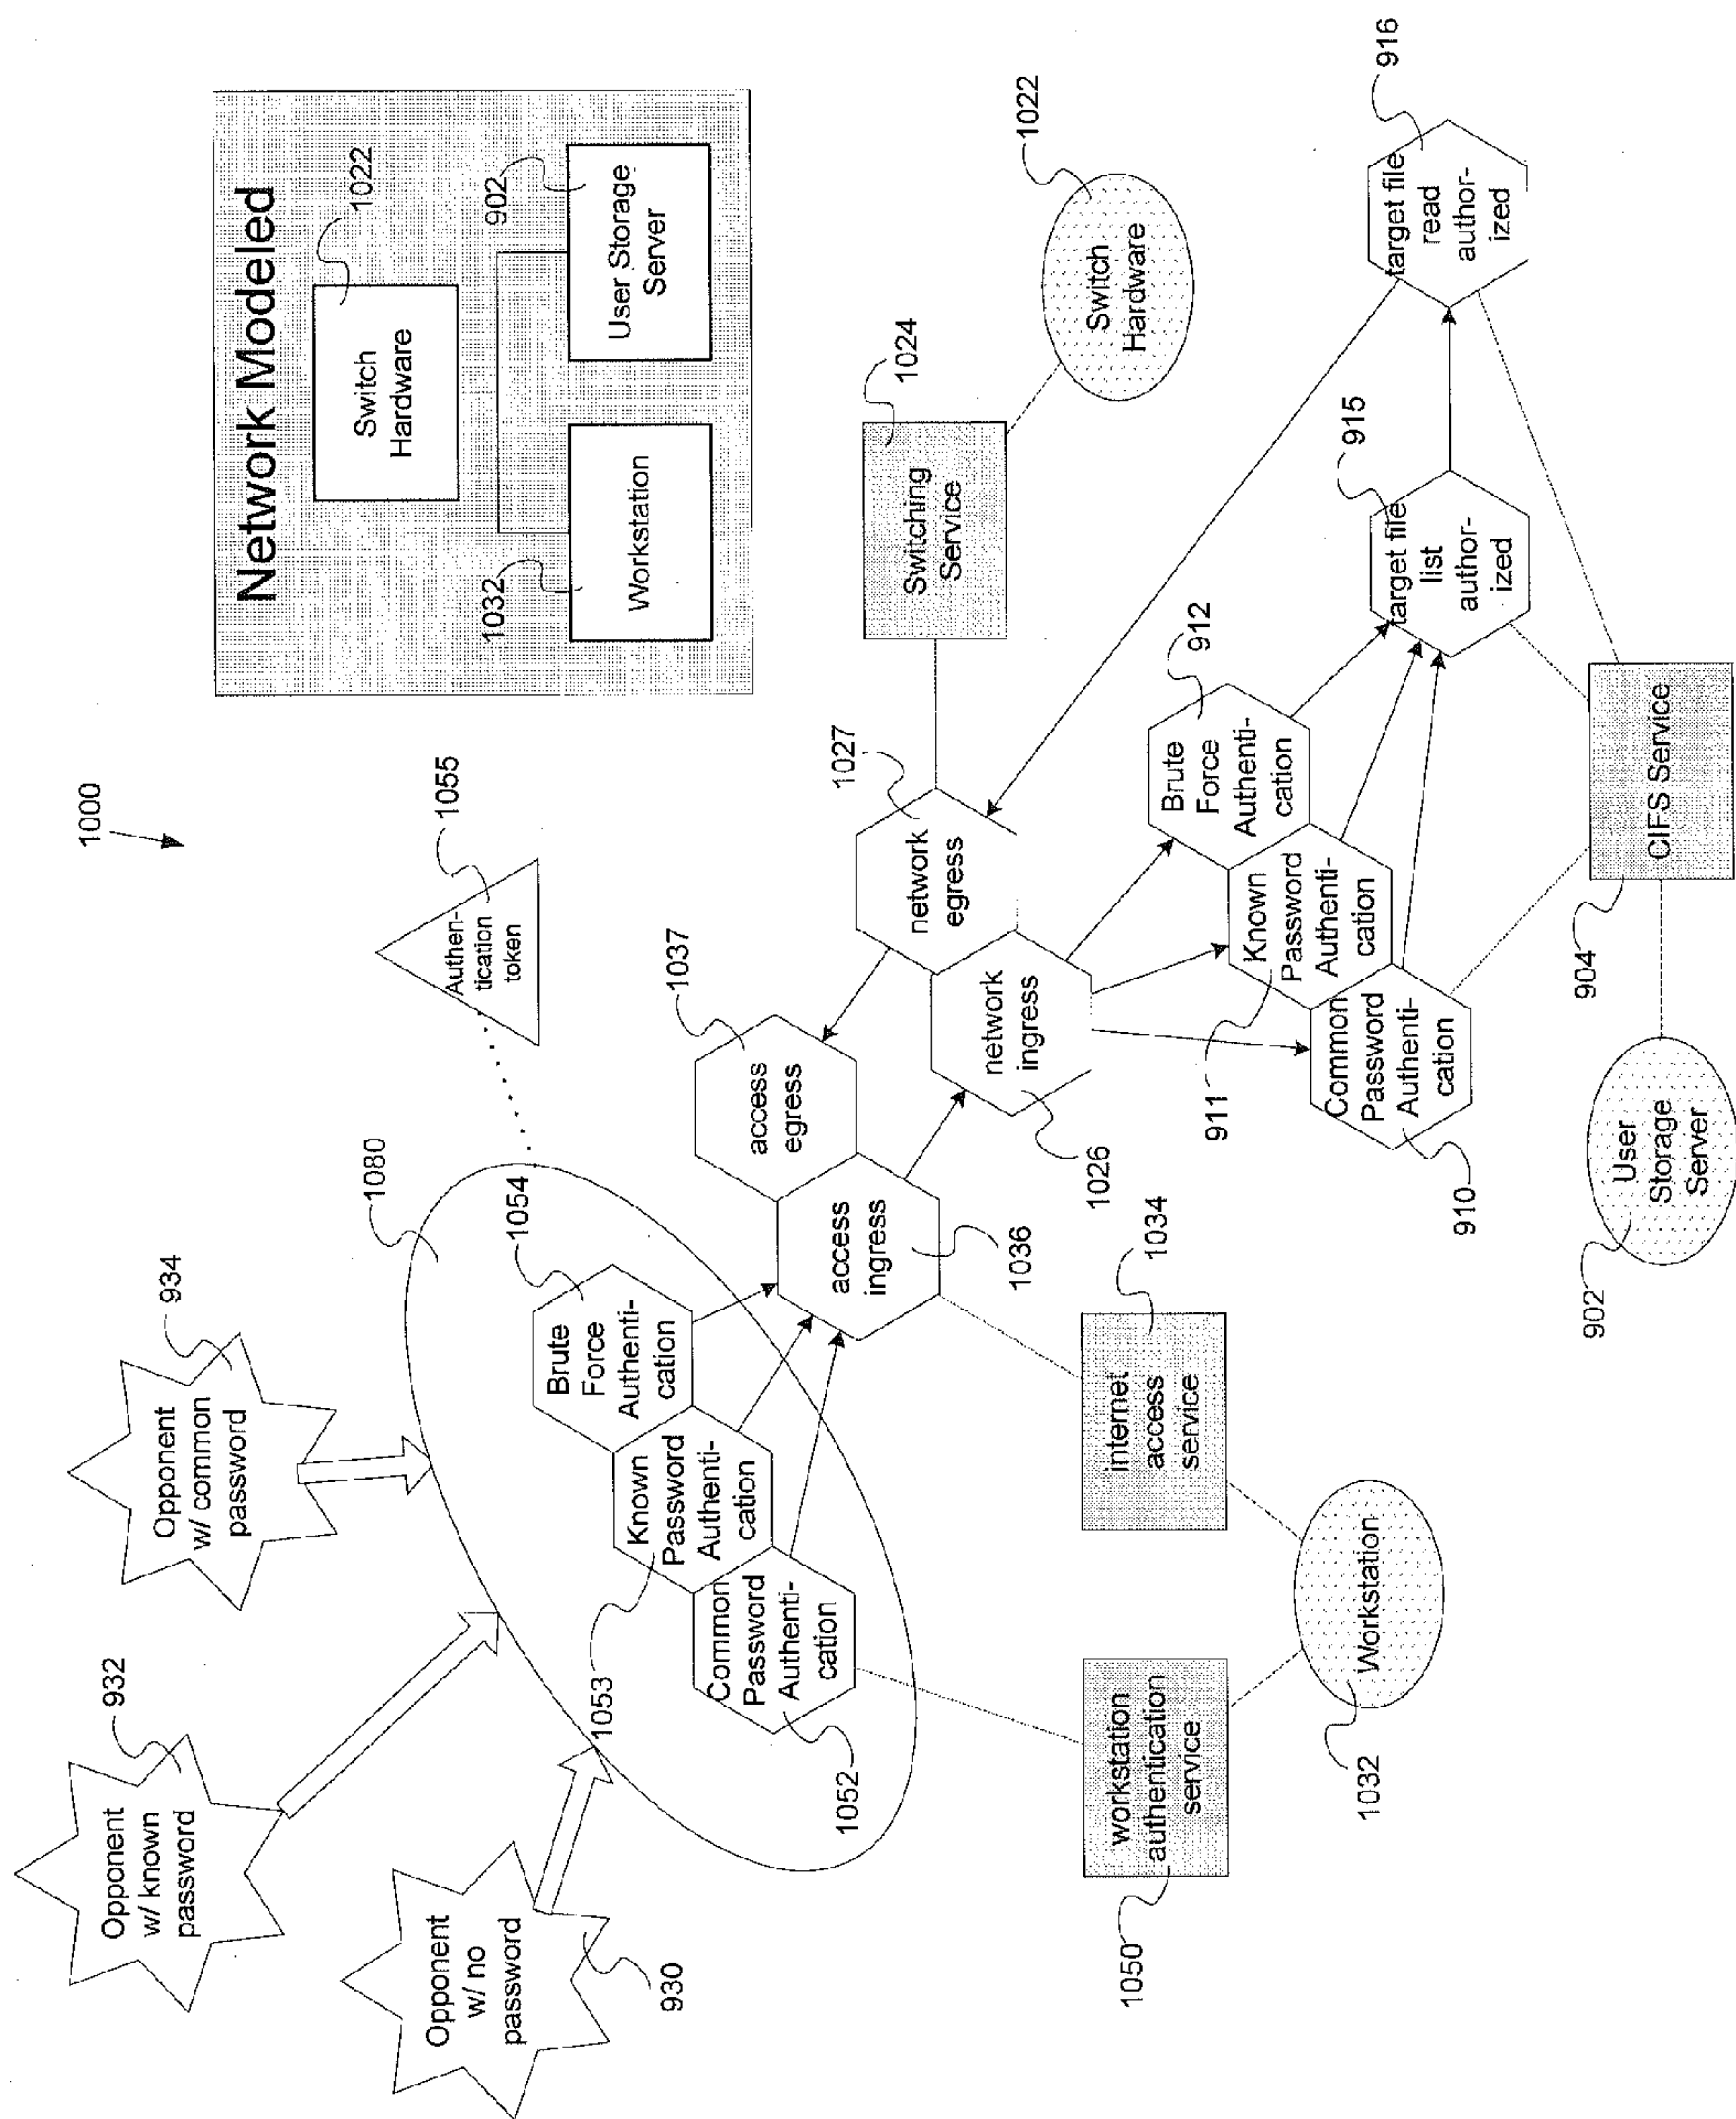 1000
Network Modeled
Switch
Hardware
1022
1032
Workstation
902
User Storage
Server
Opponent
w/ known
password
932
Opponent
w/ common
password
934
Opponent
w/ no
password
930
1080
Authen-
tication
token
1055
Brute
Force
Authenti-
cation
1054
Known
Password
Authenti-
cation
1053
Common
Password
Authenti-
cation
1052
access
egress
1037
access
ingress
1036
network
egress
1027
network
ingress
1026
Switching
Service
1024
Switch
Hardware
1022
workstation
authentication
service
1050
internet
access
service
1034
Workstation
1032
Brute
Force
Authenti-
cation
912
Known
Password
Authenti-
cation
911
Common
Password
Authenti-
cation
910
target file
list
author-
ized
915
target file
read
author-
ized
916
CIFS Service
904
User
Storage
Server
902